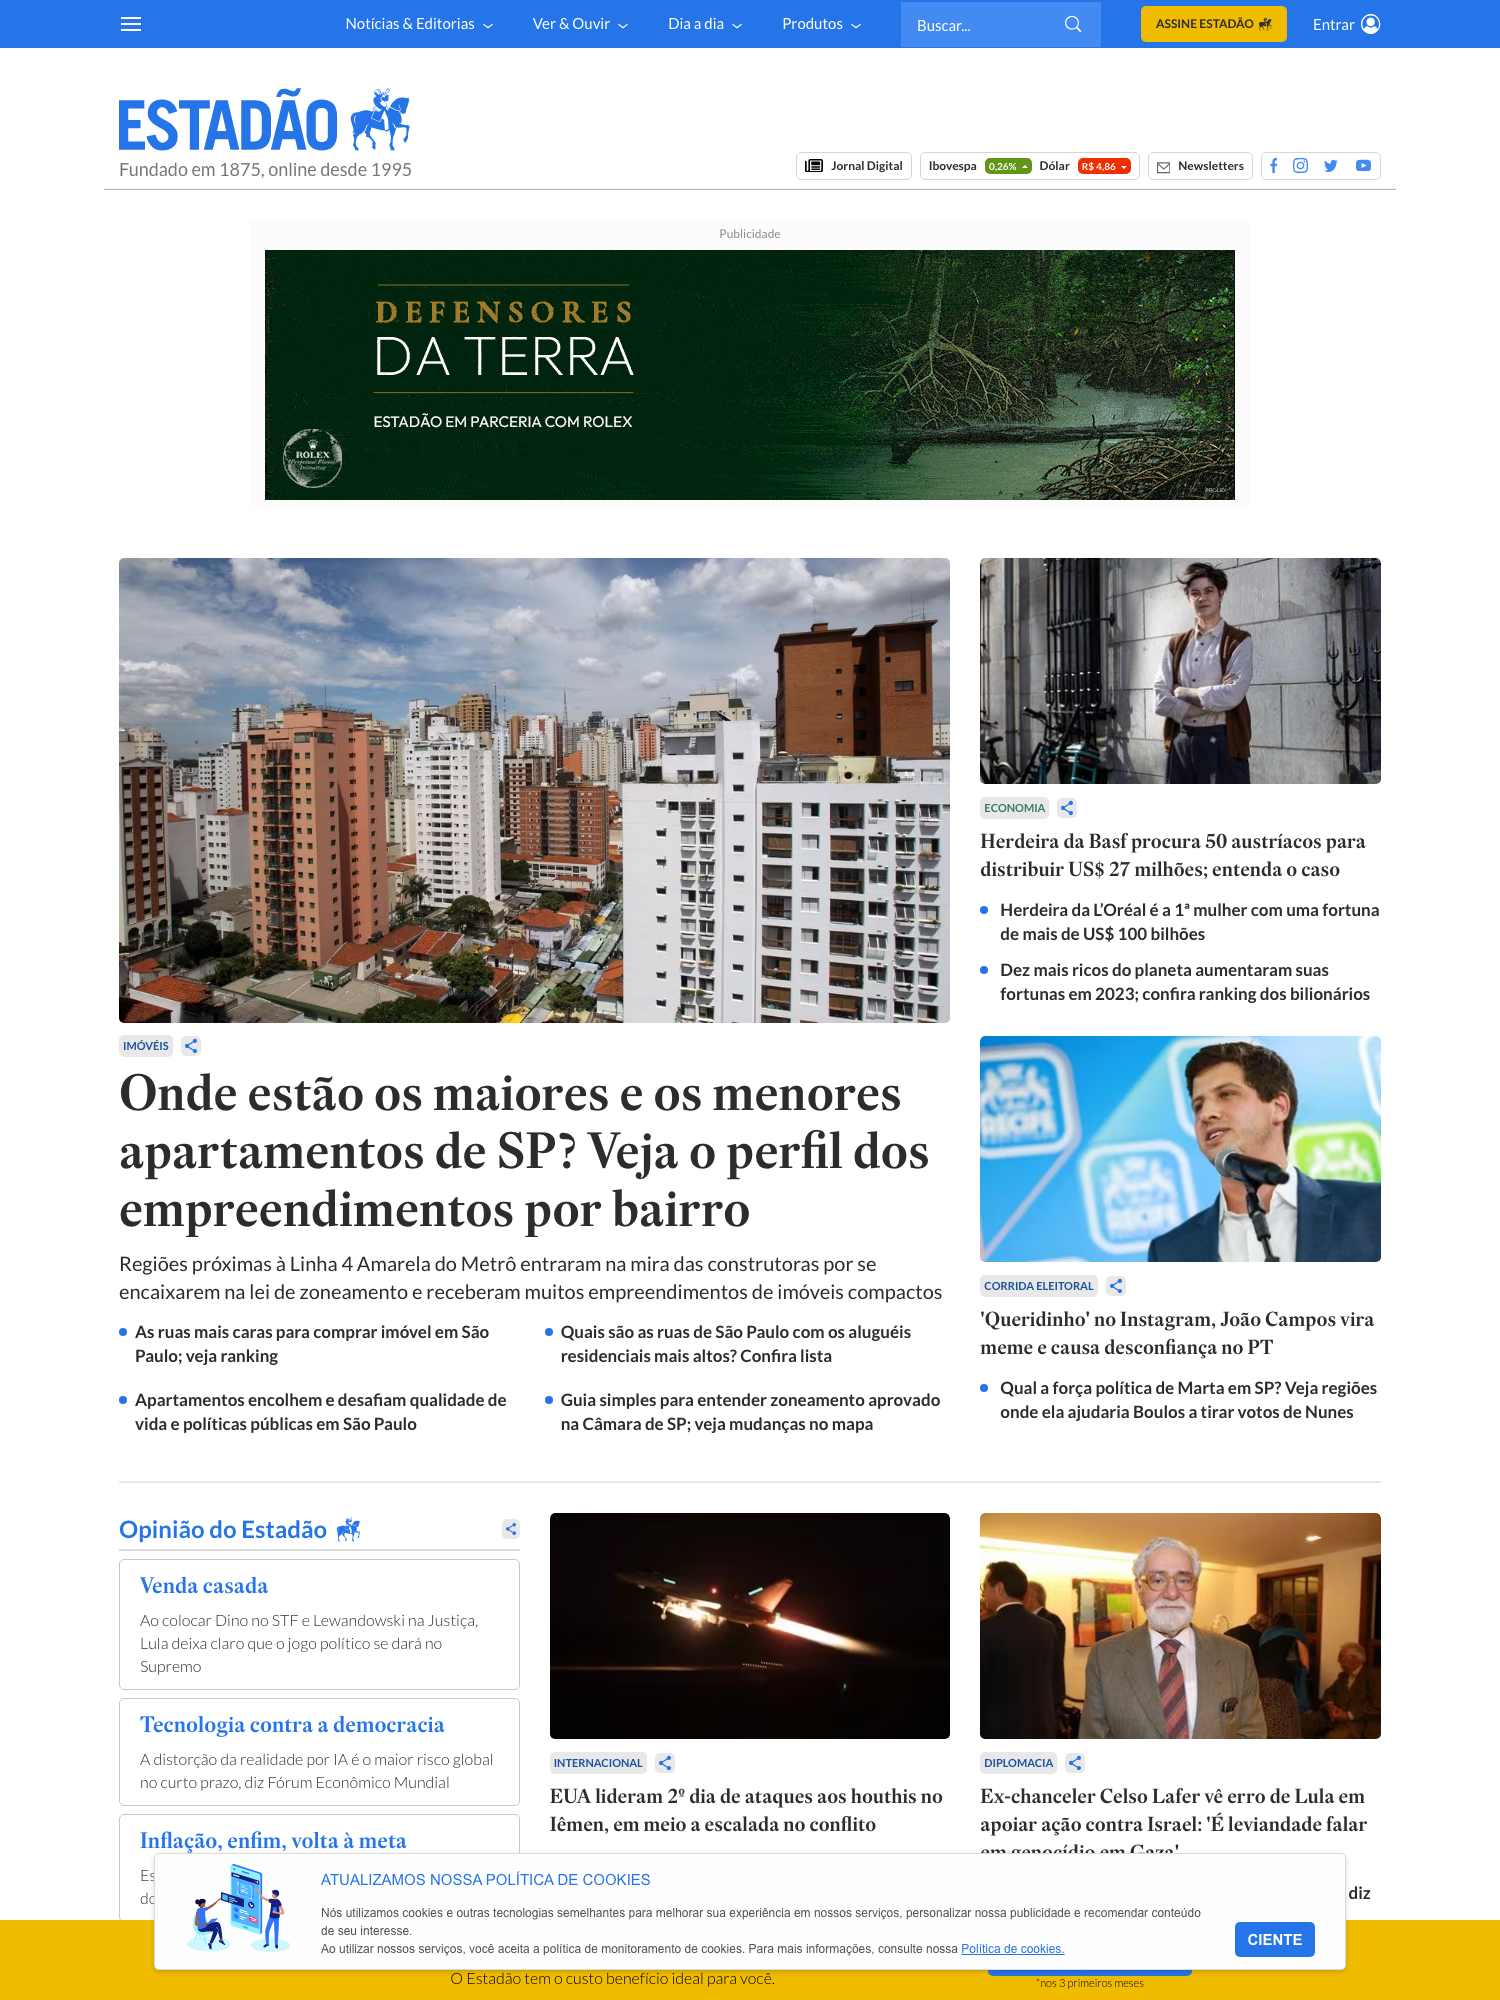 Notícias & Editorias
Ver & Ouvir
Dia a dia
Produtos
Buscar...
ASSINE ESTADÃO
Entrar
ESTADÃO
Fundado em 1875, online desde 1995
Jornal Digital
Ibovespa 0,26% Dólar R$ 4,86
Newsletters
Publicidade
DEFENSORES
DA TERRA
ESTADÃO EM PARCERIA COM ROLEX
ROLEX
©ROLEX
IMÓVEIS
Onde estão os maiores e os menores
apartamentos de SP? Veja o perfil dos
empreendimentos por bairro
Regiões próximas à Linha 4 Amarela do Metrô entraram na mira das construtoras por se
encaixarem na lei de zoneamento e receberam muitos empreendimentos de imóveis compactos
As ruas mais caras para comprar imóvel em São
Paulo; veja ranking
Quais são as ruas de São Paulo com os aluguéis
residenciais mais altos? Confira lista
Apartamentos encolhem e desafiam qualidade de
vida e políticas públicas em São Paulo
Guia simples para entender zoneamento aprovado
na Câmara de SP; veja mudanças no mapa
ECONOMIA
Herdeira da Basf procura 50 austríacos para
distribuir US$ 27 milhões; entenda o caso
Herdeira da L’Oréal é a 1ª mulher com uma fortuna
de mais de US$ 100 bilhões
Dez mais ricos do planeta aumentaram suas
fortunas em 2023; confira ranking dos bilionários
RECIFE
RECIFE
CORRIDA ELEITORAL
'Queridinho' no Instagram, João Campos vira
meme e causa desconfiança no PT
Qual a força política de Marta em SP? Veja regiões
onde ela ajudaria Boulos a tirar votos de Nunes
Opinião do Estadão
Venda casada
Ao colocar Dino no STF e Lewandowski na Justiça,
Lula deixa claro que o jogo político se dará no
Supremo
Tecnologia contra a democracia
A distorção da realidade por IA é o maior risco global
no curto prazo, diz Fórum Econômico Mundial
Inflação, enfim, volta à meta
INTERNACIONAL
EUA lideram 2º dia de ataques aos houthis no
Iêmen, em meio a escalada no conflito
DIPLOMACIA
Ex-chanceler Celso Lafer vê erro de Lula em
apoiar ação contra Israel: 'É leviandade falar
em genocídio em Gaza'
diz
ATUALIZAMOS NOSSA POLÍTICA DE COOKIES
Nós utilizamos cookies e outras tecnologias semelhantes para melhorar sua experiência em nossos serviços, personalizar nossa publicidade e recomendar conteúdo
de seu interesse.
Ao utilizar nossos serviços, você aceita a política de monitoramento de cookies. Para mais informações, consulte nossa Política de cookies.
CIENTE
O Estadão tem o custo benefício ideal para você.
*nos 3 primeiros meses